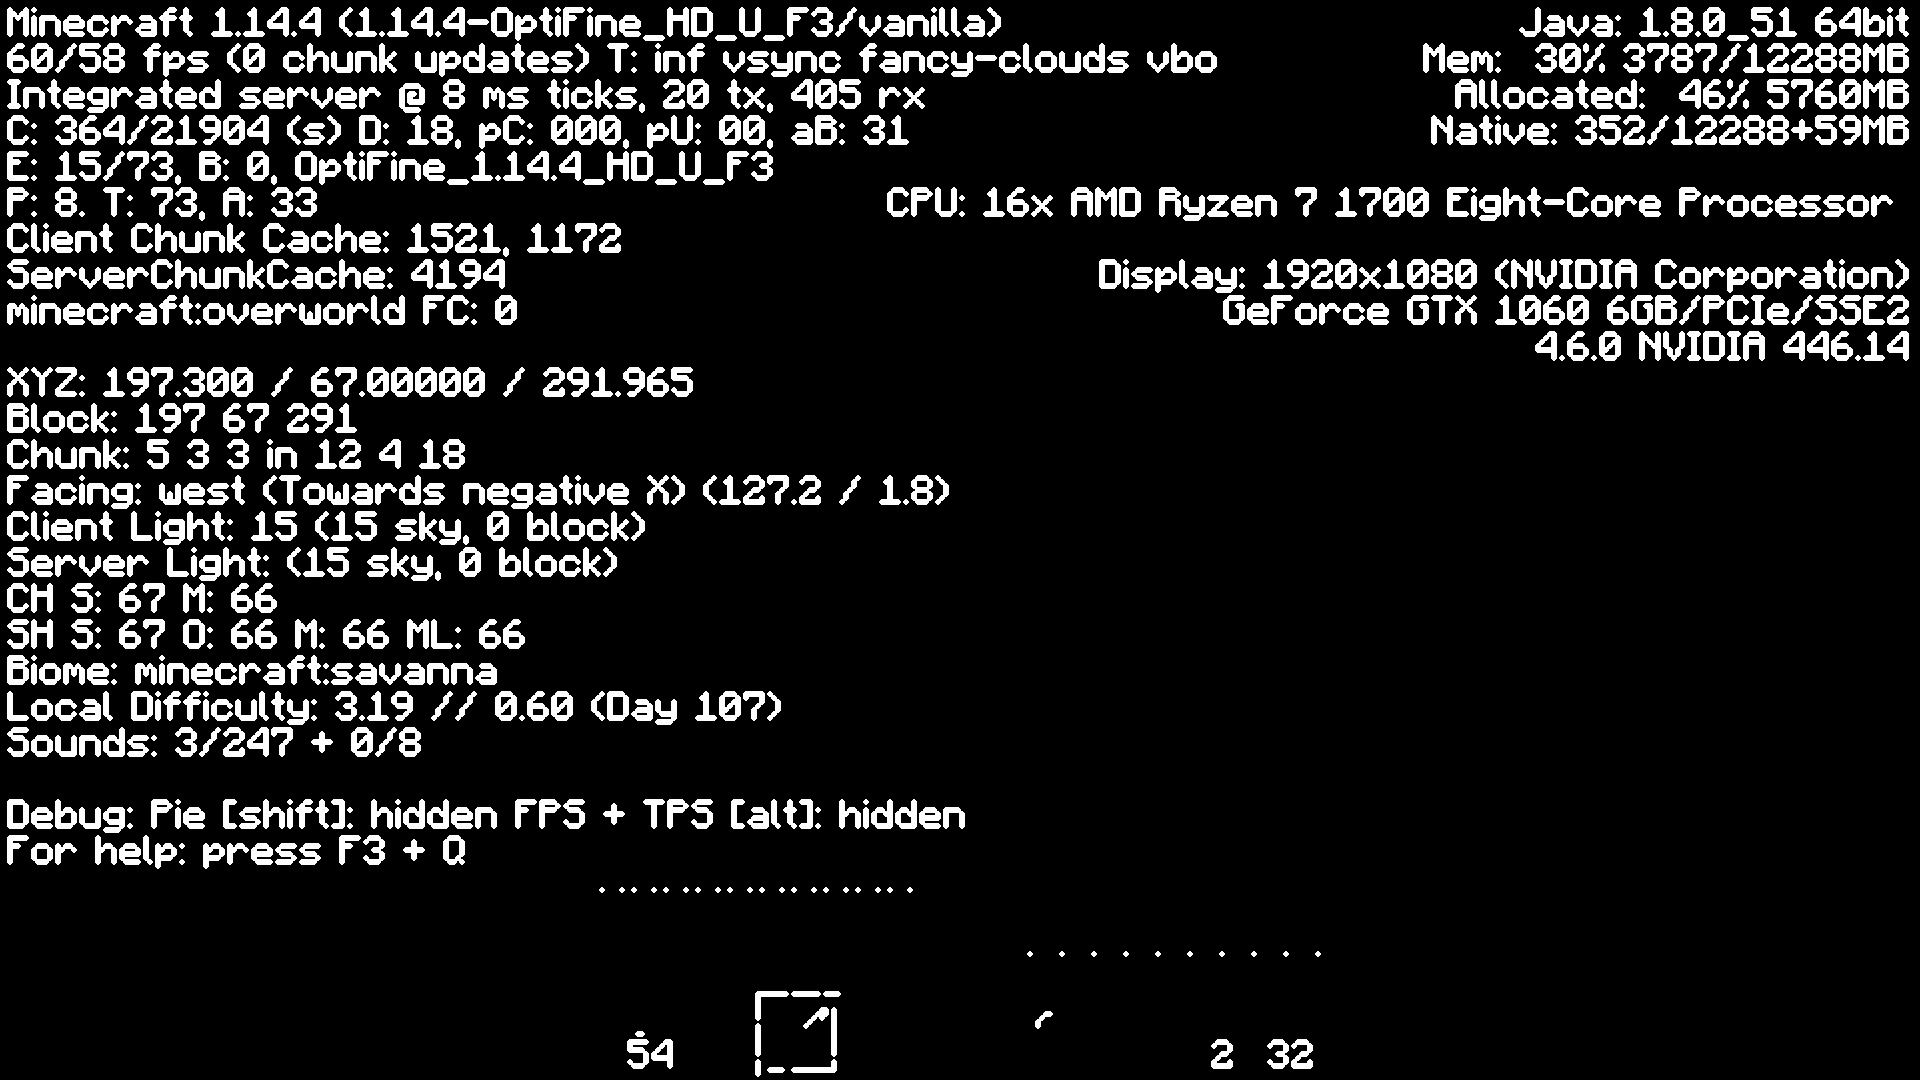 Minecraft 1.14.4 (1.14.4-OptiFine_HD_U_F3/vanilla)
60/58 fps (0 chunk updates) T: inf vsync fancy-clouds vbo
Integrated server @ 8 ms ticks, 20 tx, 405 rx
C: 364/21904 (s) D: 18, pC: 000, pU: 00, aB: 31
E: 15/73, B: 0, OptiFine_1.14.4_HD_U_F3
P: 8. T: 73, A: 33
Client Chunk Cache: 1521, 1172
ServerChunkCache: 4194
minecraft:overworld FC: 0
XYZ: 197.300 / 67.00000 / 291.965
Block: 197 67 291
Chunk: 5 3 3 in 12 4 18
Facing: west (Towards negative X) (127.2 / 1.8)
Client Light: 15 (15 sky, 0 block)
Server Light: (15 sky, 0 block)
CH S: 67 M: 66
SH S: 67 O: 66 M: 66 ML: 66
Biome: minecraft:savanna
Local Difficulty: 3.19 // 0.60 (Day 107)
Sounds: 3/247 + 0/8
Debug: Pie [shift]: hidden FPS + TPS [alt]: hidden
For help: press F3 + Q
Java: 1.8.0_51 64bit
Mem: 30% 3787/12288MB
Allocated: 46% 5760MB
Native: 352/12288+59MB
CPU: 16x AMD Ryzen 7 1700 Eight-Core Processor
Display: 1920x1080 (NVIDIA Corporation)
GeForce GTX 1060 6GB/PCIe/SSE2
4.6.0 NVIDIA 446.14
54
2 32